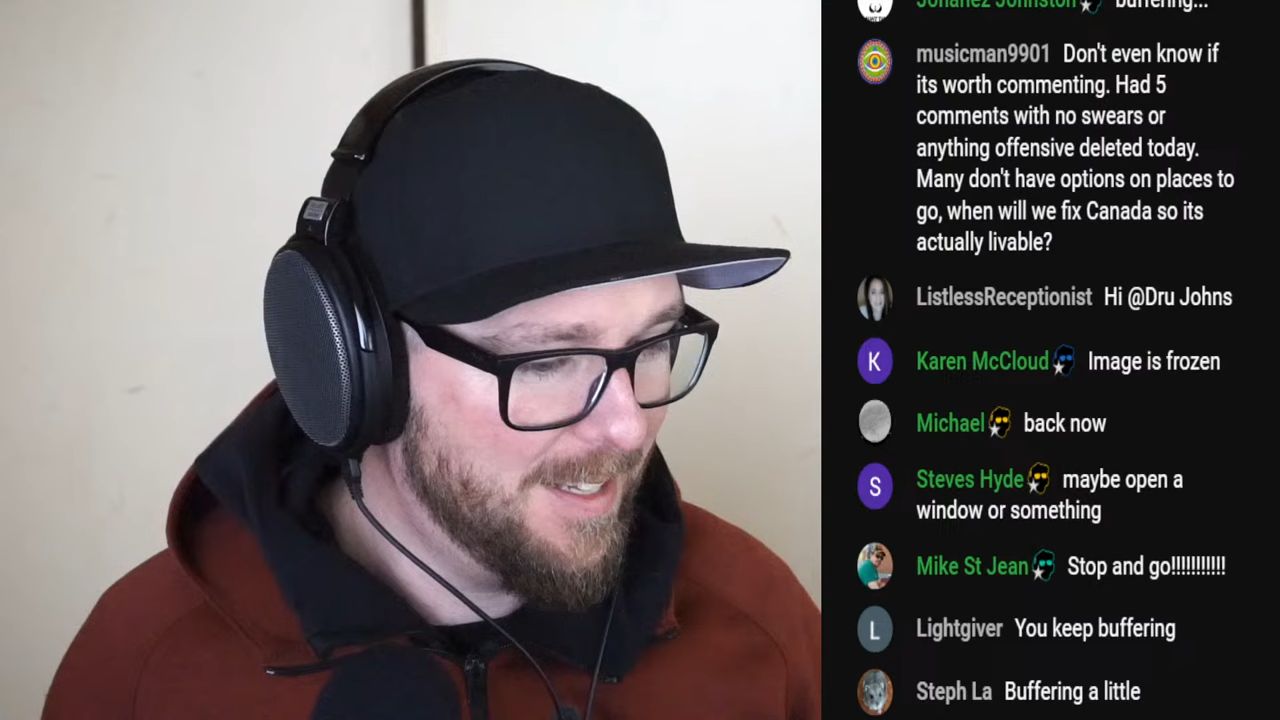 Johanez Johnston buffering...
musicman9901 Don't even know if
its worth commenting. Had 5
comments with no swears or
anything offensive deleted today.
Many don't have options on places to
go, when will we fix Canada so its
actually livable?
ListlessReceptionist Hi @Dru Johns
Karen McCloud Image is frozen
Michael back now
Steves Hyde maybe open a
window or something
Mike St Jean Stop and go!!!!!!!!!!!
Lightgiver You keep buffering
Steph La Buffering a little
K
S
L